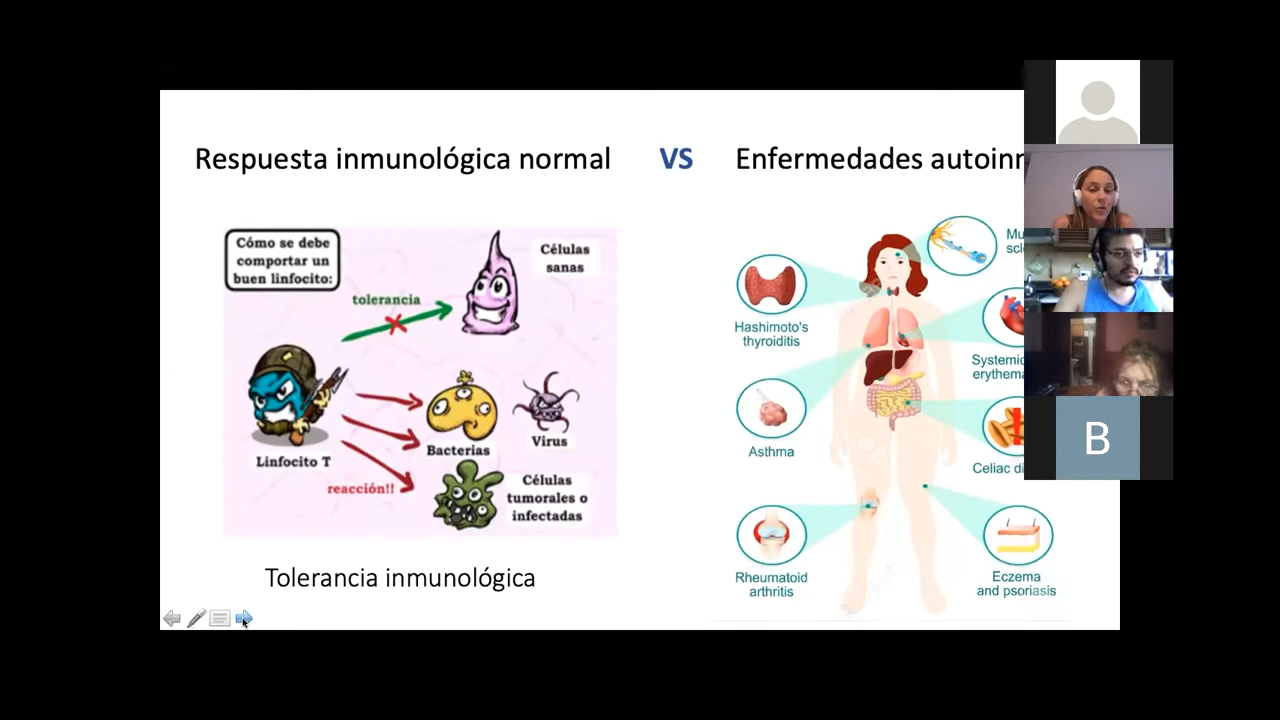 Respuesta inmunológica normal
VS
Enfermedades autoinm
Cómo se debe
comportar un
buen linfocito:
tolerancia
Células
sanas
Linfocito T
Bacterias
Virus
reacción!!
Células
tumorales o
infectadas
Tolerancia inmunológica
Mu
scl
Hashimoto's
thyroiditis
Systemic
erythema
Asthma
Celiac di
Rheumatoid
arthritis
Eczema
and psoriasis
B